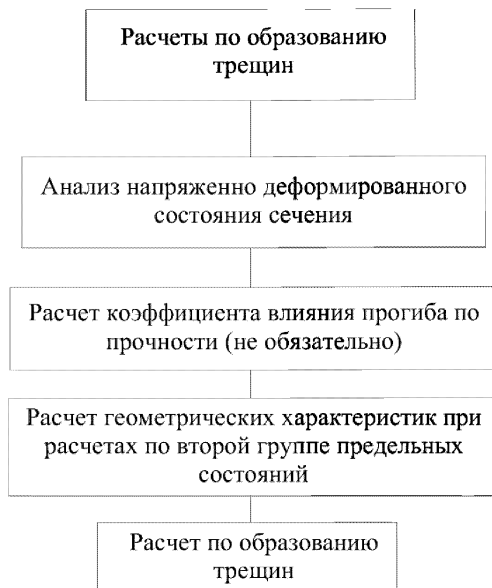 Расчеты по образованию
трещин
Анализ напряженно деформированного
состояния сечения
Расчет коэффициента влияния прогиба по
прочности (не обязательно)
Расчет геометрических характеристик при
расчетах по второй группе предельных
состояний
Расчет по образованию
трещин